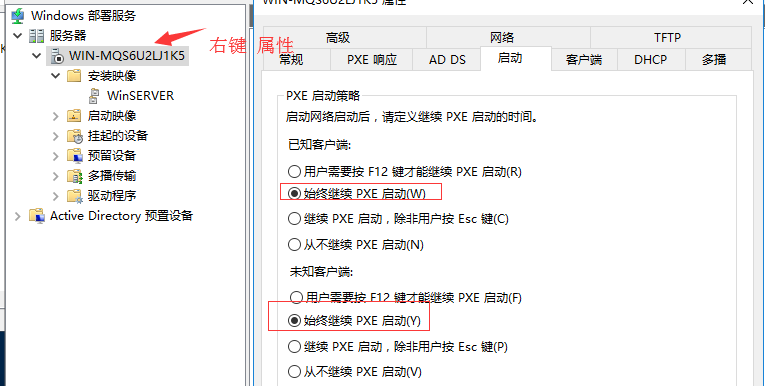 Windows 部署服务
服务器
WIN-MQS6U2LJ1K5
安装映像
WinSERVER
启动映像
挂起的设备
预留设备
多播传输
驱动程序
Active Directory 预置设备
右键 属性
WIN-MQS6U2LJ1K5 属性
高级 网络 TFTP
常规 PXE 响应 AD DS 启动 客户端 DHCP 多播
PXE 启动策略
启动网络启动后，请定义继续 PXE 启动的时间。
已知客户端:
用户需要按 F12 键才能继续 PXE 启动(R)
始终继续 PXE 启动(W)
继续 PXE 启动，除非用户按 Esc 键(C)
从不继续 PXE 启动(N)
未知客户端:
用户需要按 F12 键才能继续 PXE 启动(F)
始终继续 PXE 启动(Y)
继续 PXE 启动，除非用户按 Esc 键(P)
从不继续 PXE 启动(V)